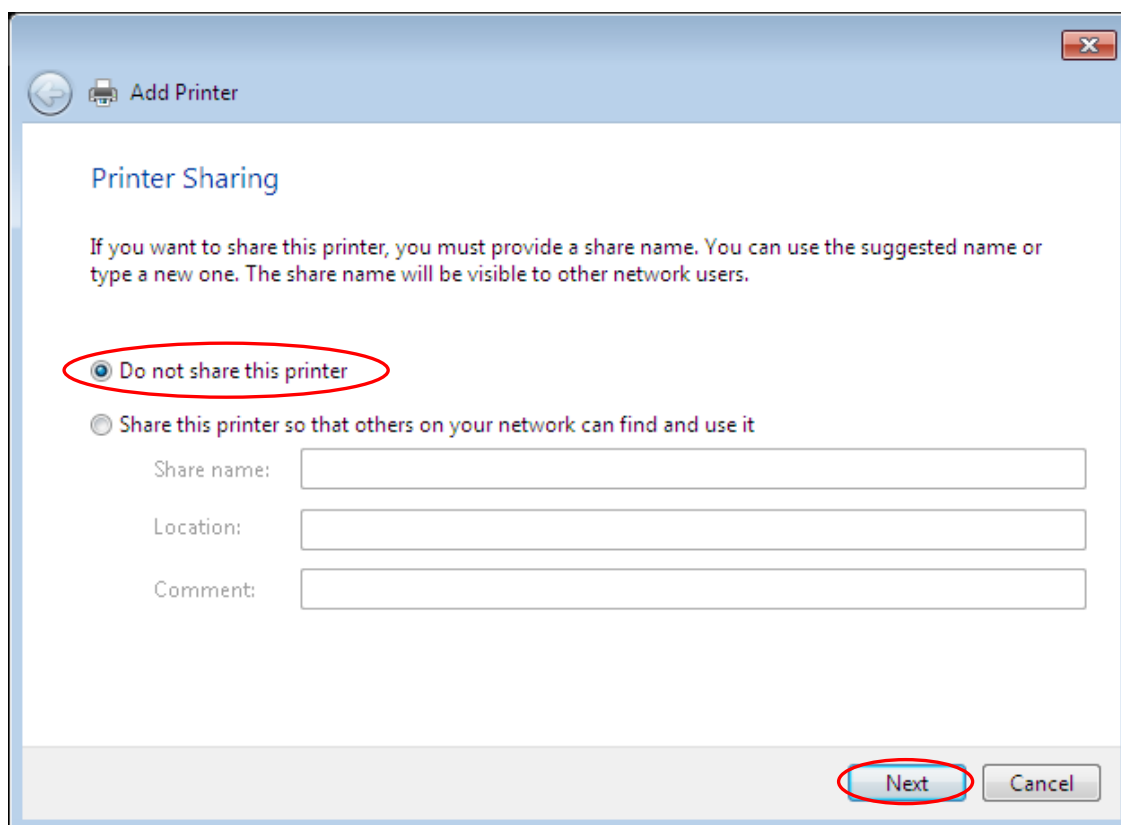 Add Printer
Printer Sharing
If you want to share this printer, you must provide a share name. You can use the suggested name or
type a new one. The share name will be visible to other network users.
Do not share this printer
Share this printer so that others on your network can find and use it
Share name:
Location:
Comment:
Next
Cancel